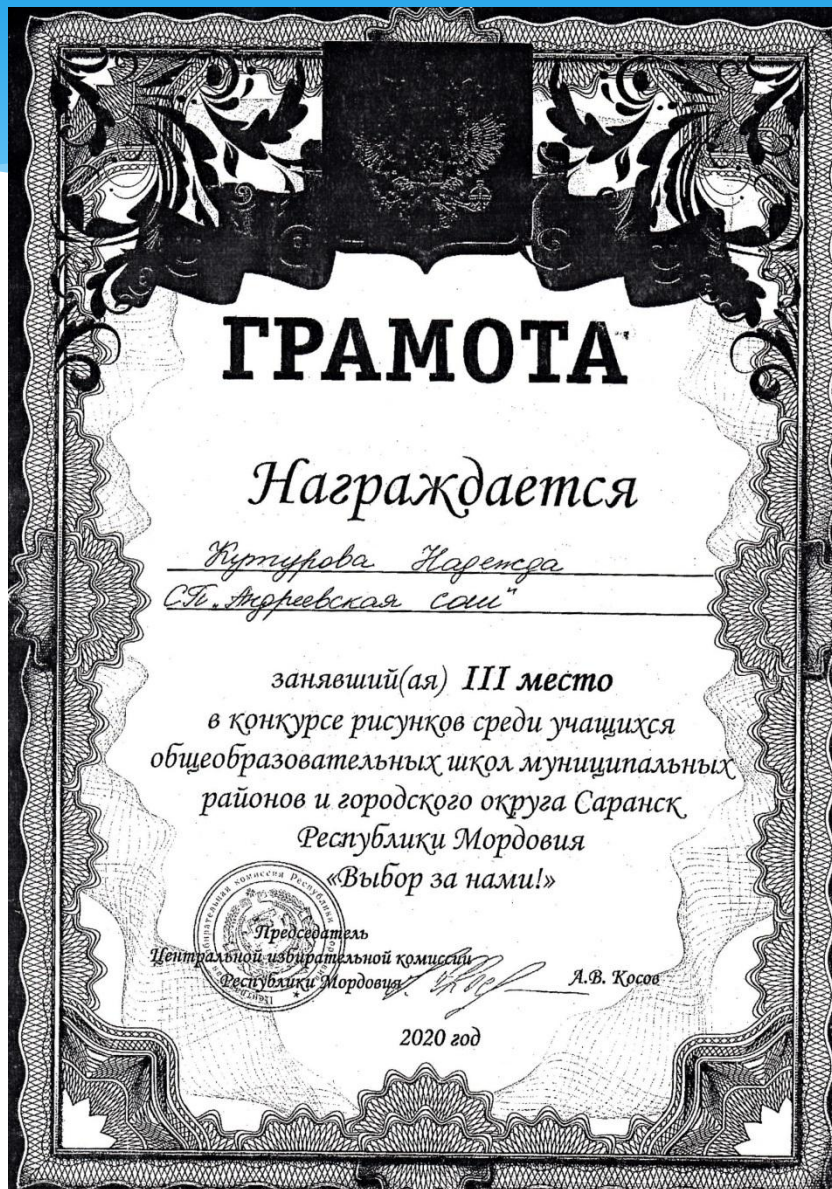 ГРАМОТА
Награждается
Кутурова Надежда
СП „Андреевская сош"
занявший(ая) III место
в конкурсе рисунков среди учащихся
общеобразовательных школ муниципальных
районов и городского округа Саранск
Республики Мордовия
«Выбор за нами!»
Председатель
Центральной избирательной комиссии
Республики Мордовия
А.В. Косов
2020 год